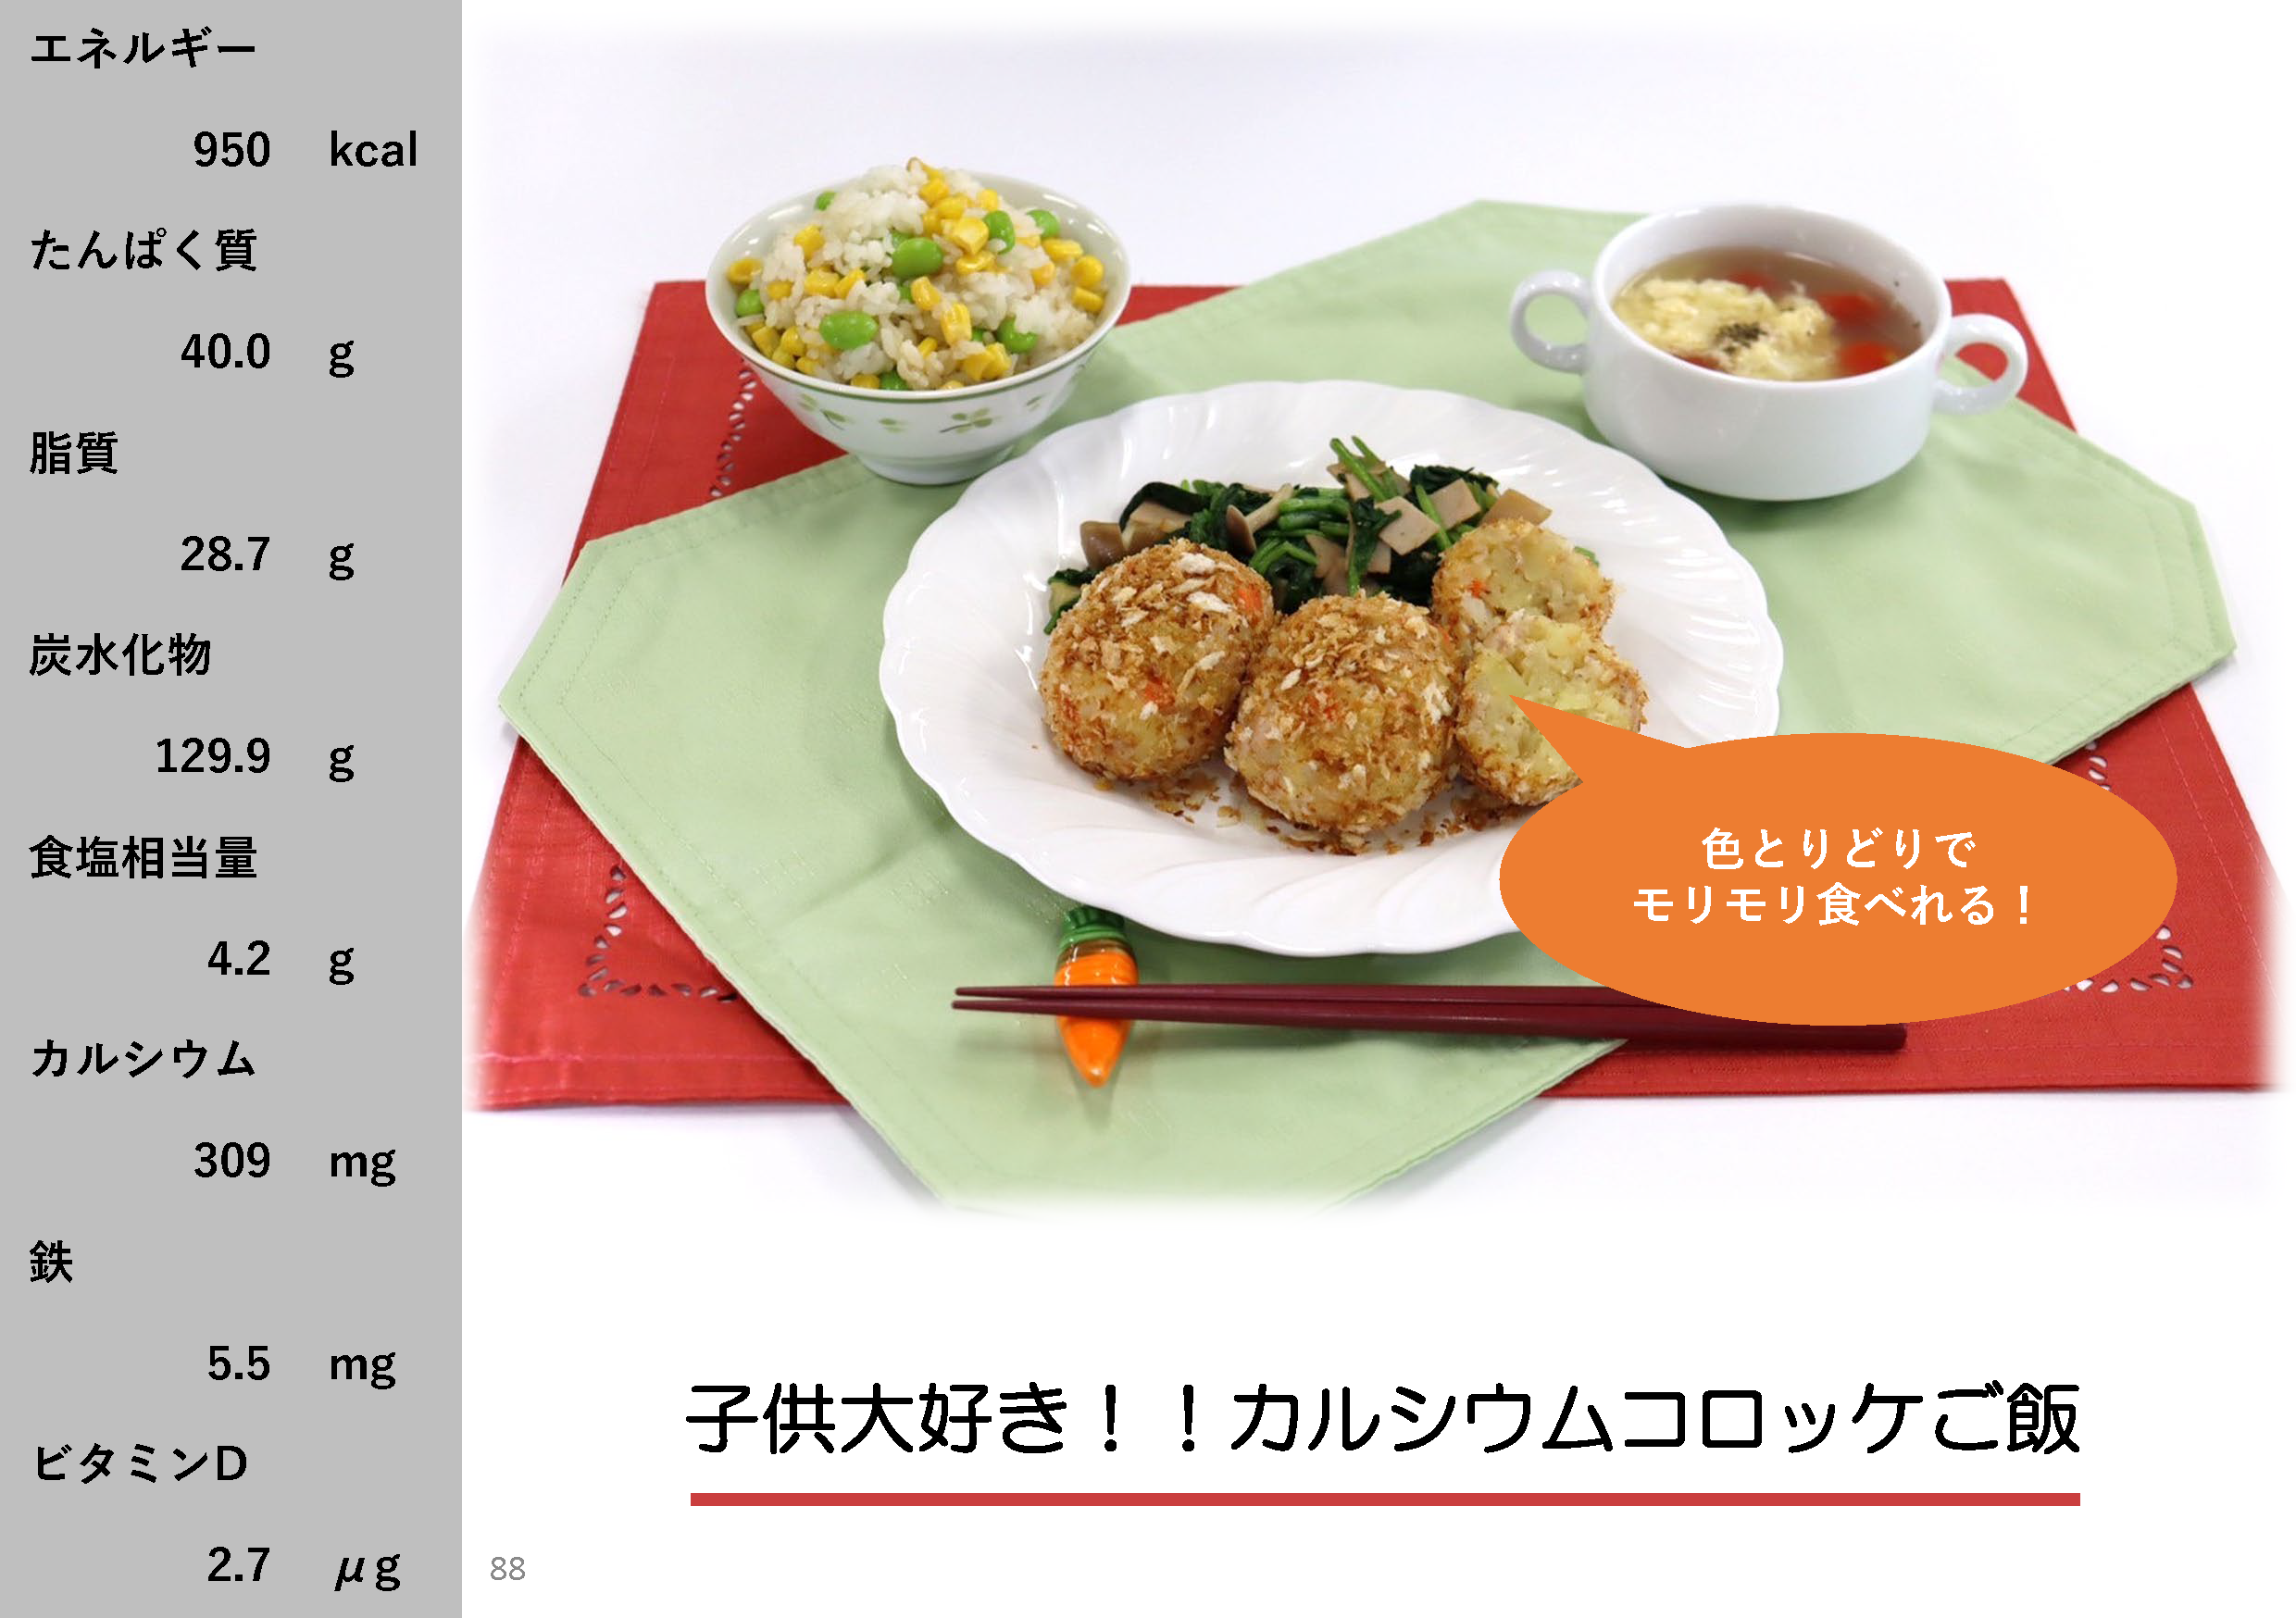 エネルギー
950 kcal
たんぱく質
40.0 g
脂質
28.7 g
炭水化物
129.9 g
食塩相当量
4.2 g
カルシウム
309 mg
鉄
5.5 mg
ビタミンD
2.7 μg
色とりどりで
モリモリ食べれる！
子供大好き！！カルシウムコロッケご飯
88